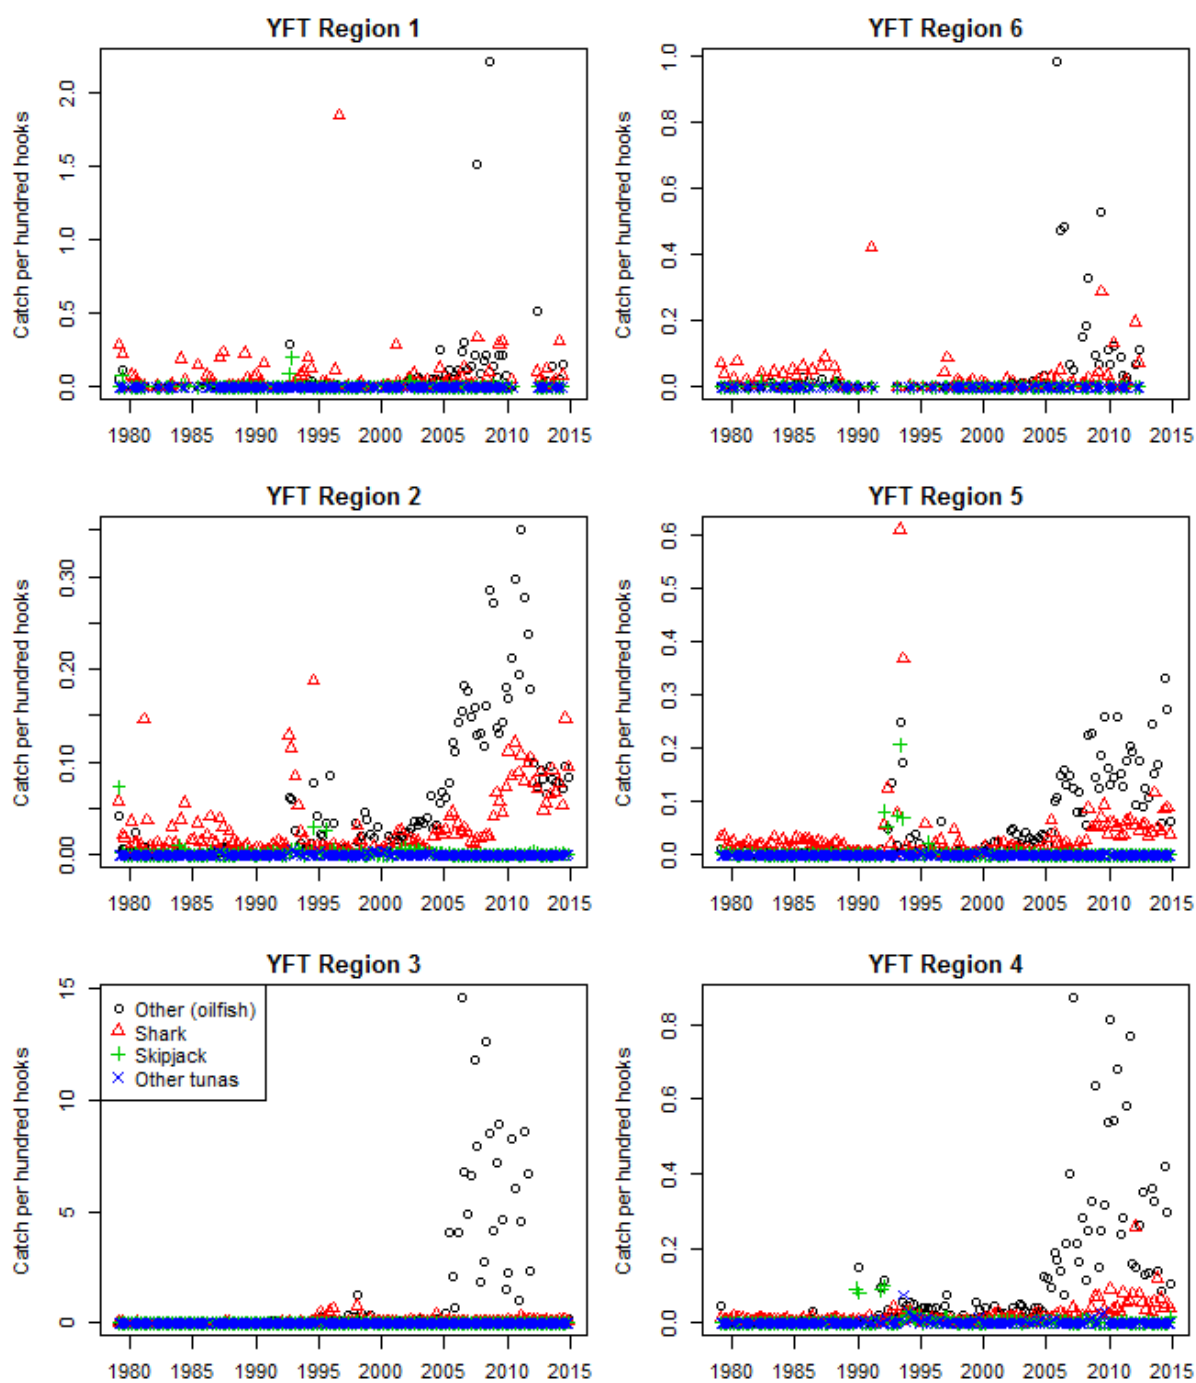 YFT Region 1
Catch per hundred hooks
0.0 0.5 1.0 1.5 2.0
1980 1985 1990 1995 2000 2005 2010 2015
YFT Region 6
Catch per hundred hooks
0.0 0.2 0.4 0.6 0.8 1.0
1980 1985 1990 1995 2000 2005 2010 2015
YFT Region 2
Catch per hundred hooks
0.00 0.10 0.20 0.30
1980 1985 1990 1995 2000 2005 2010 2015
YFT Region 5
Catch per hundred hooks
0.0 0.1 0.2 0.3 0.4 0.5 0.6
1980 1985 1990 1995 2000 2005 2010 2015
YFT Region 3
Catch per hundred hooks
0 5 10 15
Other (oilfish)
Shark
Skipjack
Other tunas
1980 1985 1990 1995 2000 2005 2010 2015
YFT Region 4
Catch per hundred hooks
0.0 0.2 0.4 0.6 0.8
1980 1985 1990 1995 2000 2005 2010 2015